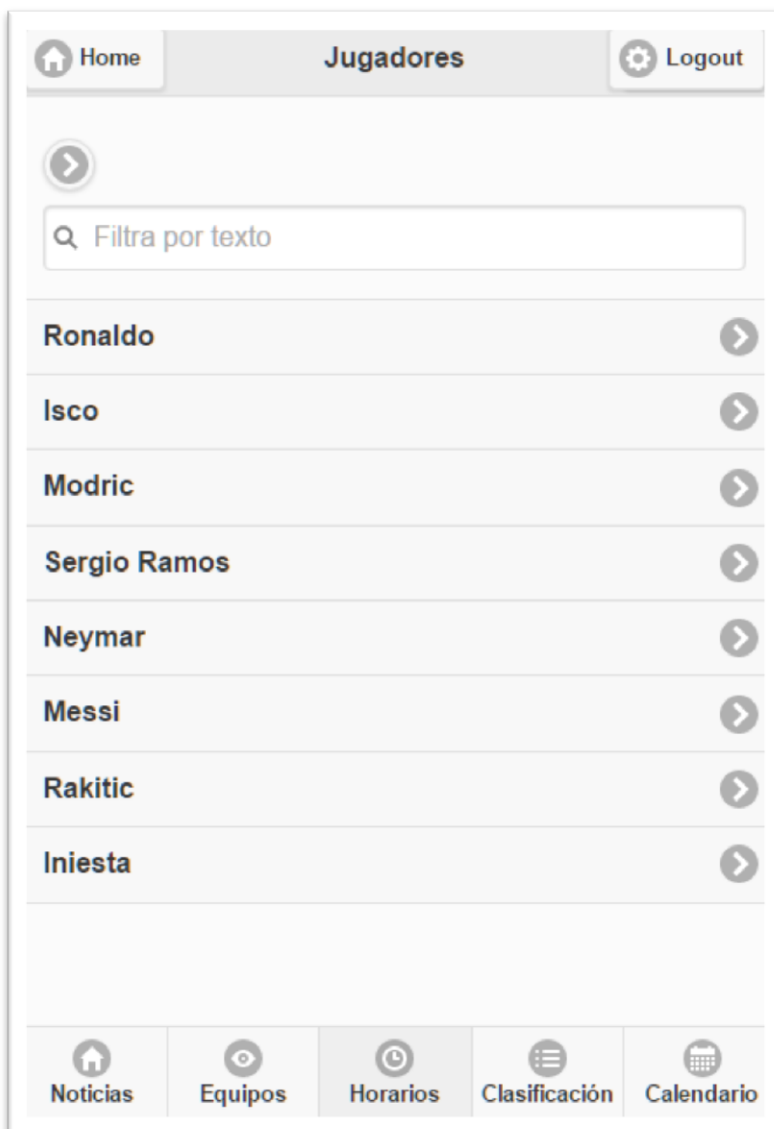 Home Jugadores Logout
Filtra por texto
Ronaldo
Isco
Modric
Sergio Ramos
Neymar
Messi
Rakitic
Iniesta
Noticias Equipos Horarios Clasificación Calendario